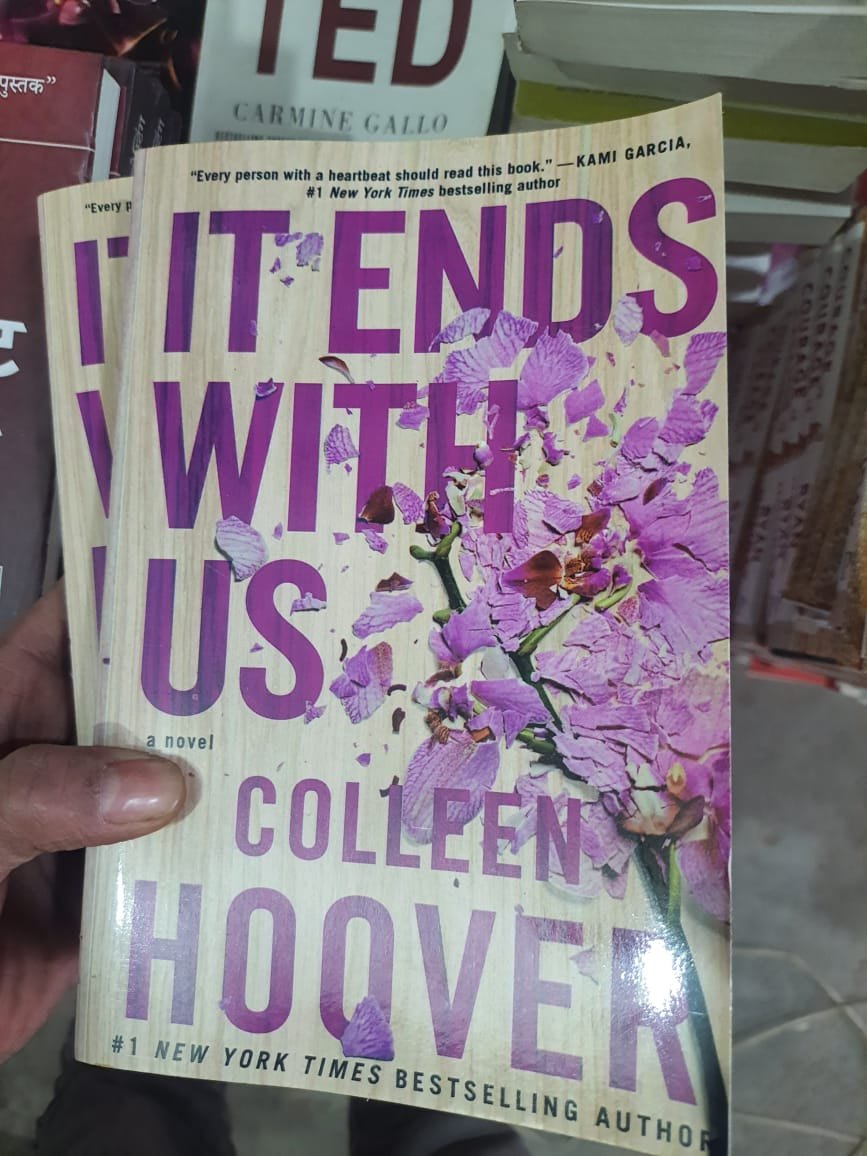 TED
CARMINE GALLO
पुस्तक”
“Every person with a heartbeat should read this book.” —KAMI GARCIA,
#1 New York Times bestselling author
IT ENDS
WITH
US
a novel
COLLEEN
HOOVER
#1 NEW YORK TIMES BESTSELLING AUTHOR
“Every p